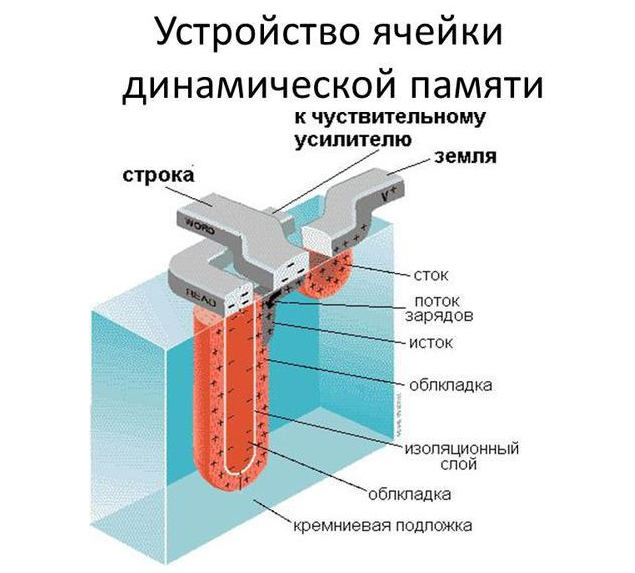 Устройство ячейки
динамической памяти
к чуствительному
усилителю
земля
строка
V+
WORD
READ
сток
поток
зарядов
исток
облкладка
изоляционный
слой
облкладка
кремниевая подложка